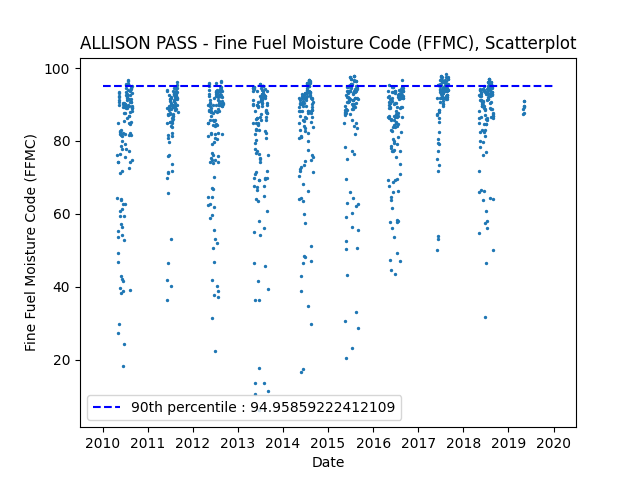 ALLISON PASS - Fine Fuel Moisture Code (FFMC), Scatterplot
Fine Fuel Moisture Code (FFMC)
100
80
60
40
20
90th percentile : 94.95859222412109
2010 2011 2012 2013 2014 2015 2016 2017 2018 2019 2020
Date